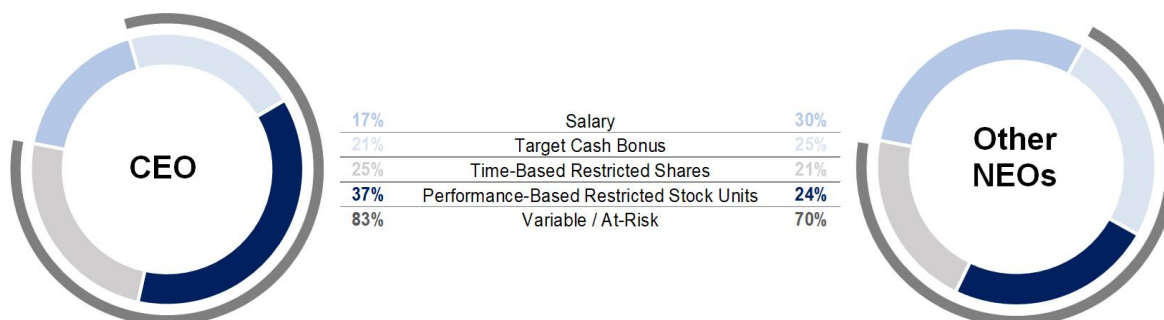 CEO
17% Salary 30%
21% Target Cash Bonus 25%
25% Time-Based Restricted Shares 21%
37% Performance-Based Restricted Stock Units 24%
83% Variable / At-Risk 70%
Other
NEOs